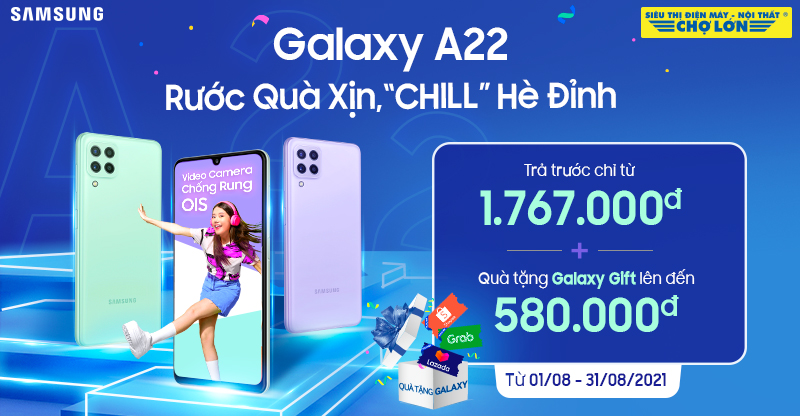 SAMSUNG
SIÊU THỊ ĐIỆN MÁY - NỘI THẤT ®
CHỢ LỚN
Galaxy A22
Rước Quà Xịn, “CHILL” Hè Đỉnh
A22
Video Camera
Chống Rung
OIS
SAMSUNG
SAMSUNG
Trả trước chỉ từ
1.767.000đ
+
Quà tặng Galaxy Gift lên đến
580.000đ
Grab
Lazada
QUÀ TẶNG GALAXY
Từ 01/08 - 31/08/2021